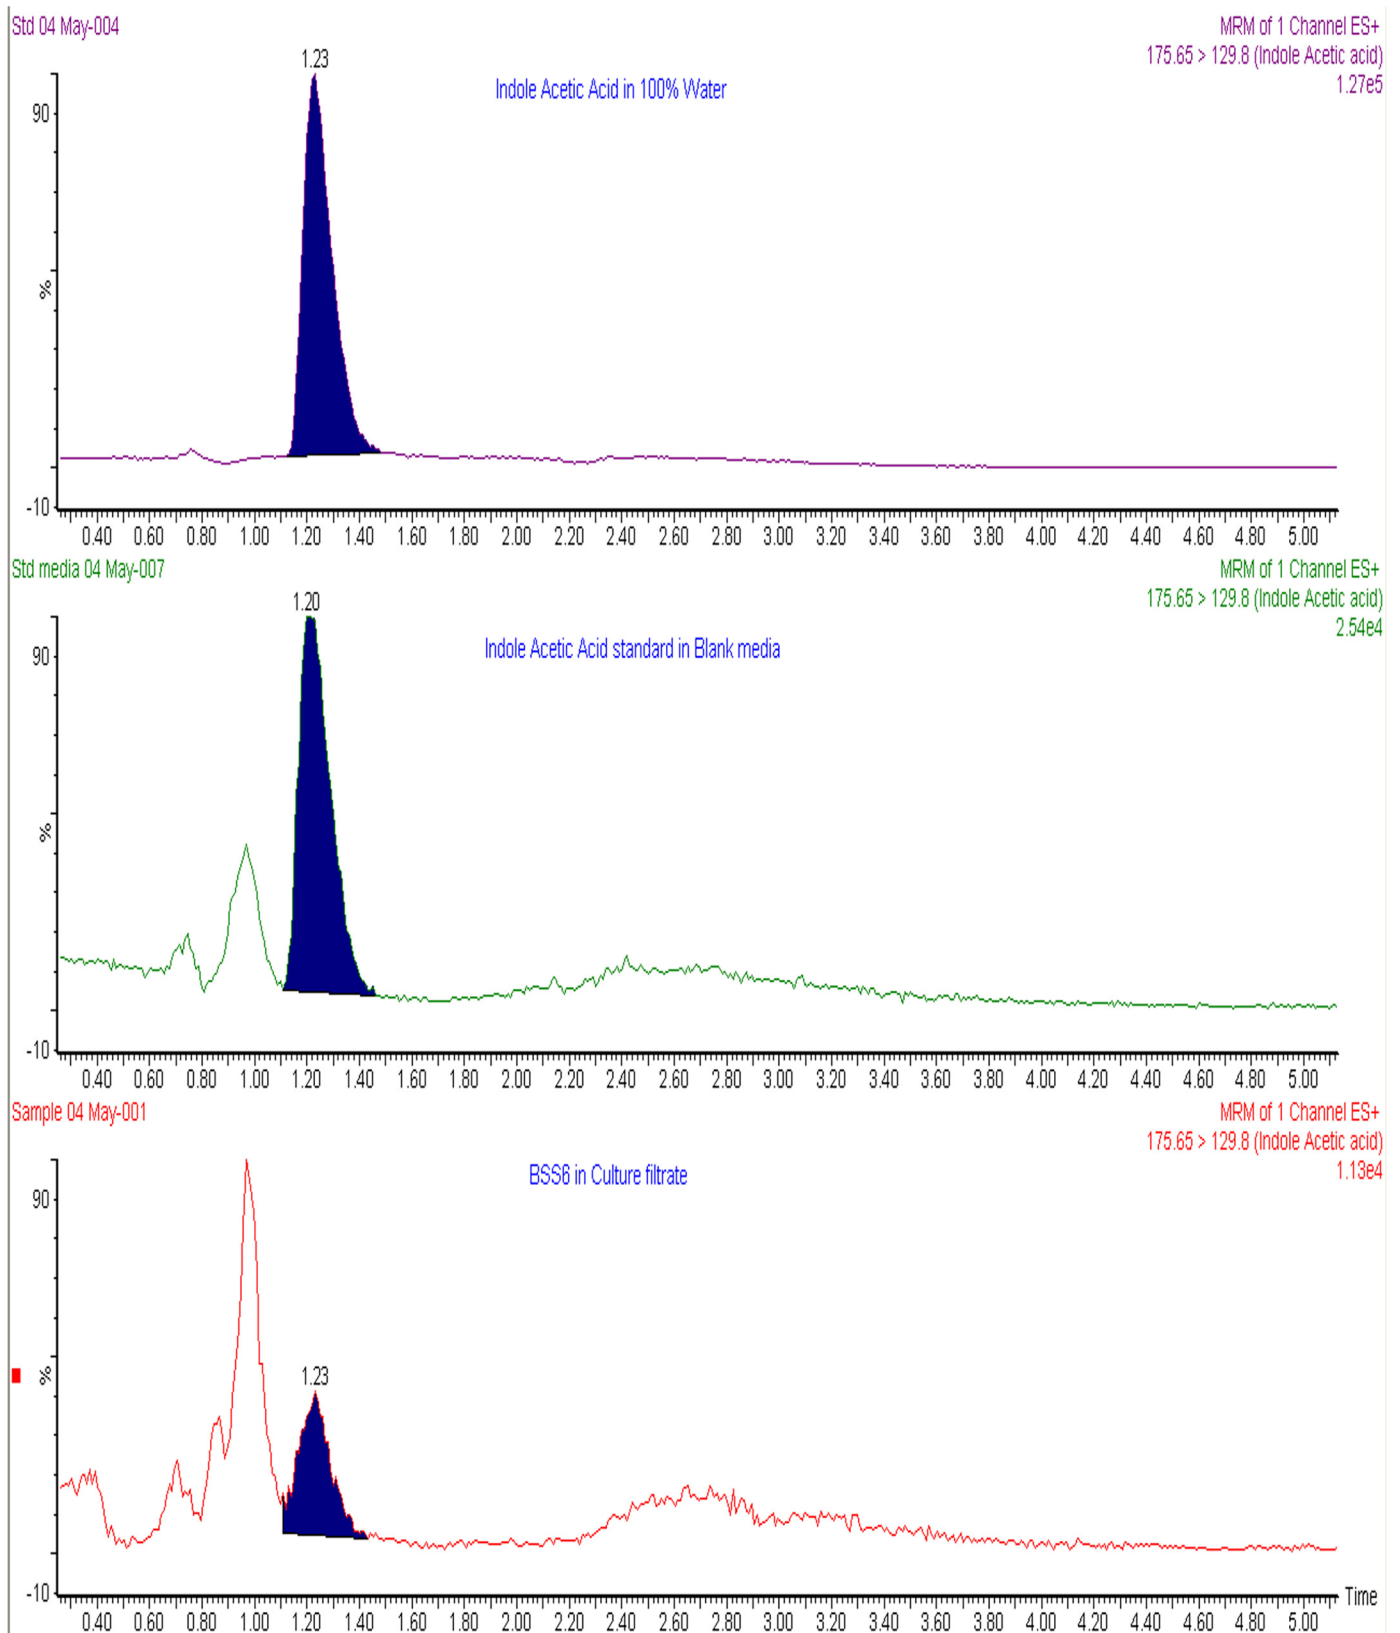 Std 04 May-004
MRM of 1 Channel ES+
175.65 > 129.8 (Indole Acetic acid)
1.27e5
1.23
Indole Acetic Acid in 100% Water
90
%
-10
0.40 0.60 0.80 1.00 1.20 1.40 1.60 1.80 2.00 2.20 2.40 2.60 2.80 3.00 3.20 3.40 3.60 3.80 4.00 4.20 4.40 4.60 4.80 5.00
Std media 04 May-007
MRM of 1 Channel ES+
175.65 > 129.8 (Indole Acetic acid)
2.54e4
1.20
Indole Acetic Acid standard in Blank media
90
%
-10
0.40 0.60 0.80 1.00 1.20 1.40 1.60 1.80 2.00 2.20 2.40 2.60 2.80 3.00 3.20 3.40 3.60 3.80 4.00 4.20 4.40 4.60 4.80 5.00
Sample 04 May-001
MRM of 1 Channel ES+
175.65 > 129.8 (Indole Acetic acid)
1.13e4
BSS6 in Culture filtrate
90
1.23
%
-10
Time
0.40 0.60 0.80 1.00 1.20 1.40 1.60 1.80 2.00 2.20 2.40 2.60 2.80 3.00 3.20 3.40 3.60 3.80 4.00 4.20 4.40 4.60 4.80 5.00